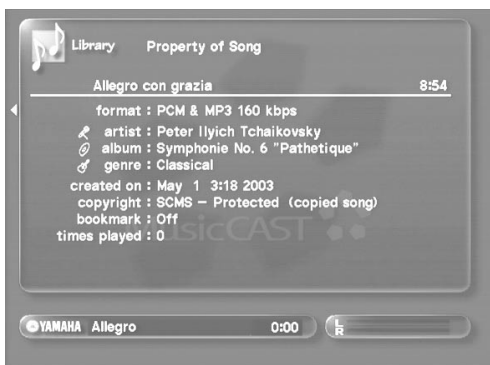 Library Property of Song
Allegro con grazia 8:54
format : PCM & MP3 160 kbps
artist : Peter Ilyich Tchaikovsky
album : Symphonie No. 6 "Pathetique"
genre : Classical
created on : May 1 3:18 2003
copyright : SCMS – Protected (copied song)
bookmark : Off
times played : 0
MusicCAST
YAMAHA Allegro 0:00 L
R